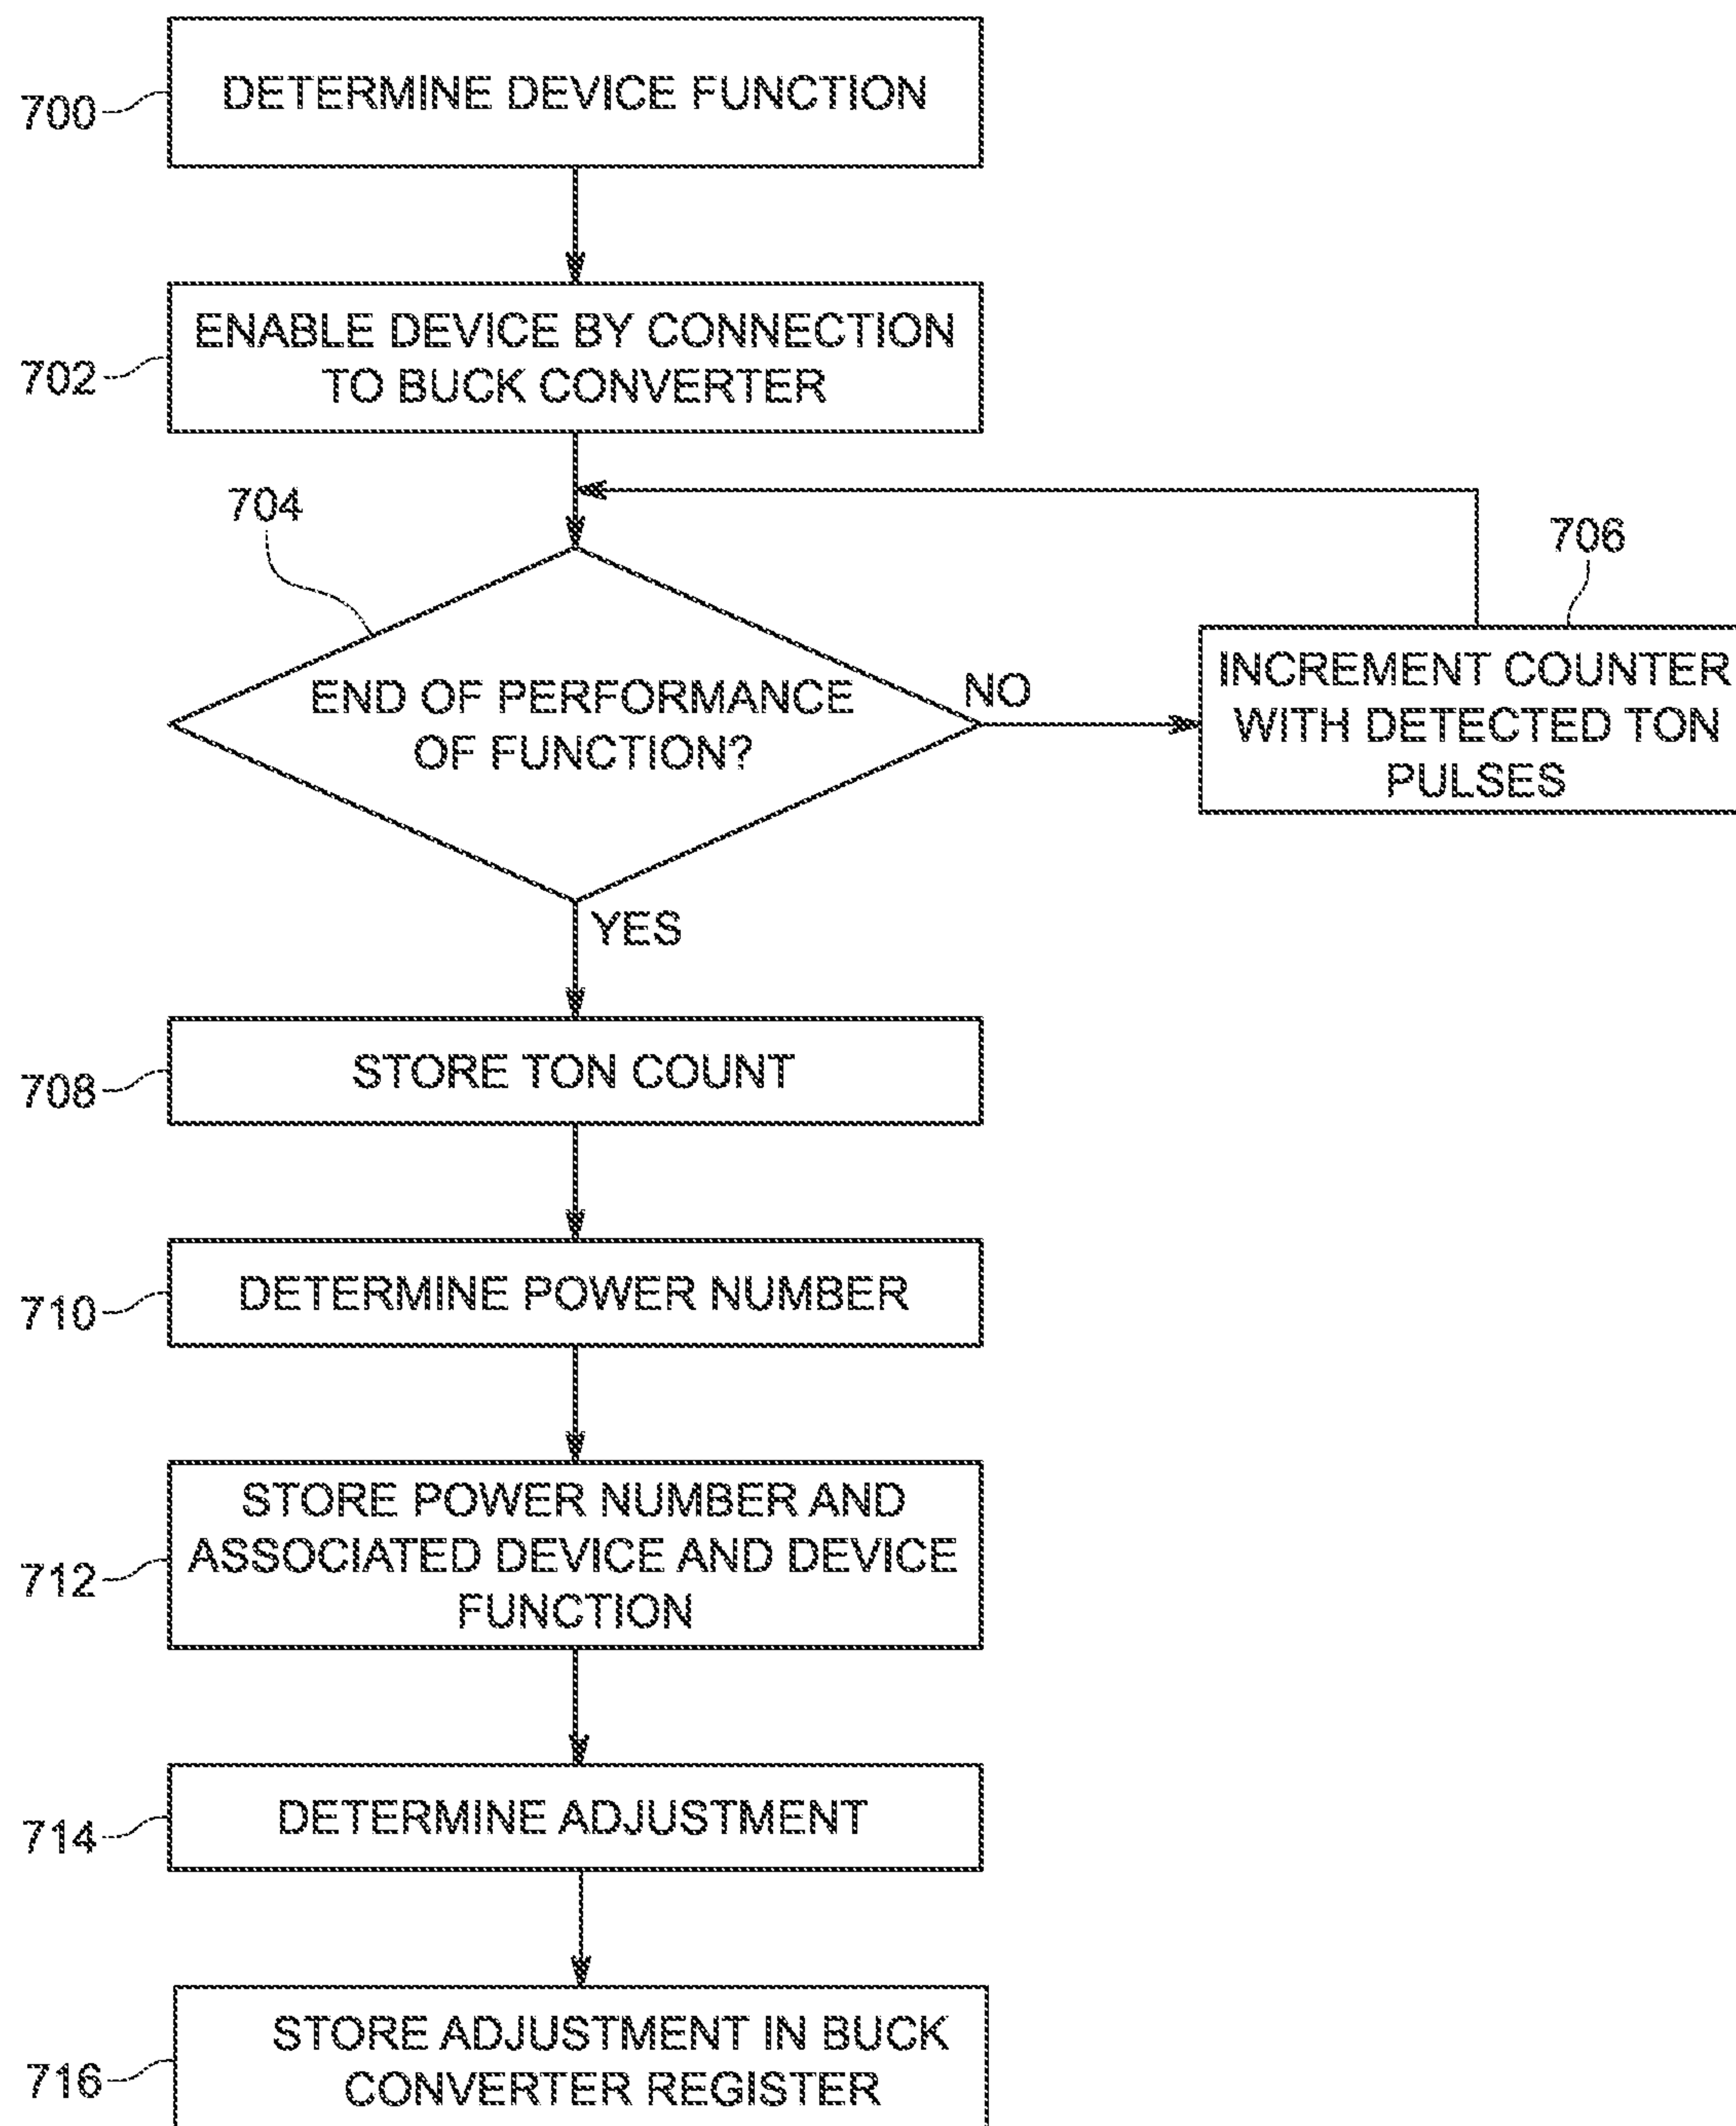 700
DETERMINE DEVICE FUNCTION
702
ENABLE DEVICE BY CONNECTION
TO BUCK CONVERTER
704
END OF PERFORMANCE
OF FUNCTION?
NO
706
INCREMENT COUNTER
WITH DETECTED TON
PULSES
YES
708
STORE TON COUNT
710
DETERMINE POWER NUMBER
712
STORE POWER NUMBER AND
ASSOCIATED DEVICE AND DEVICE
FUNCTION
714
DETERMINE ADJUSTMENT
716
STORE ADJUSTMENT IN BUCK
CONVERTER REGISTER